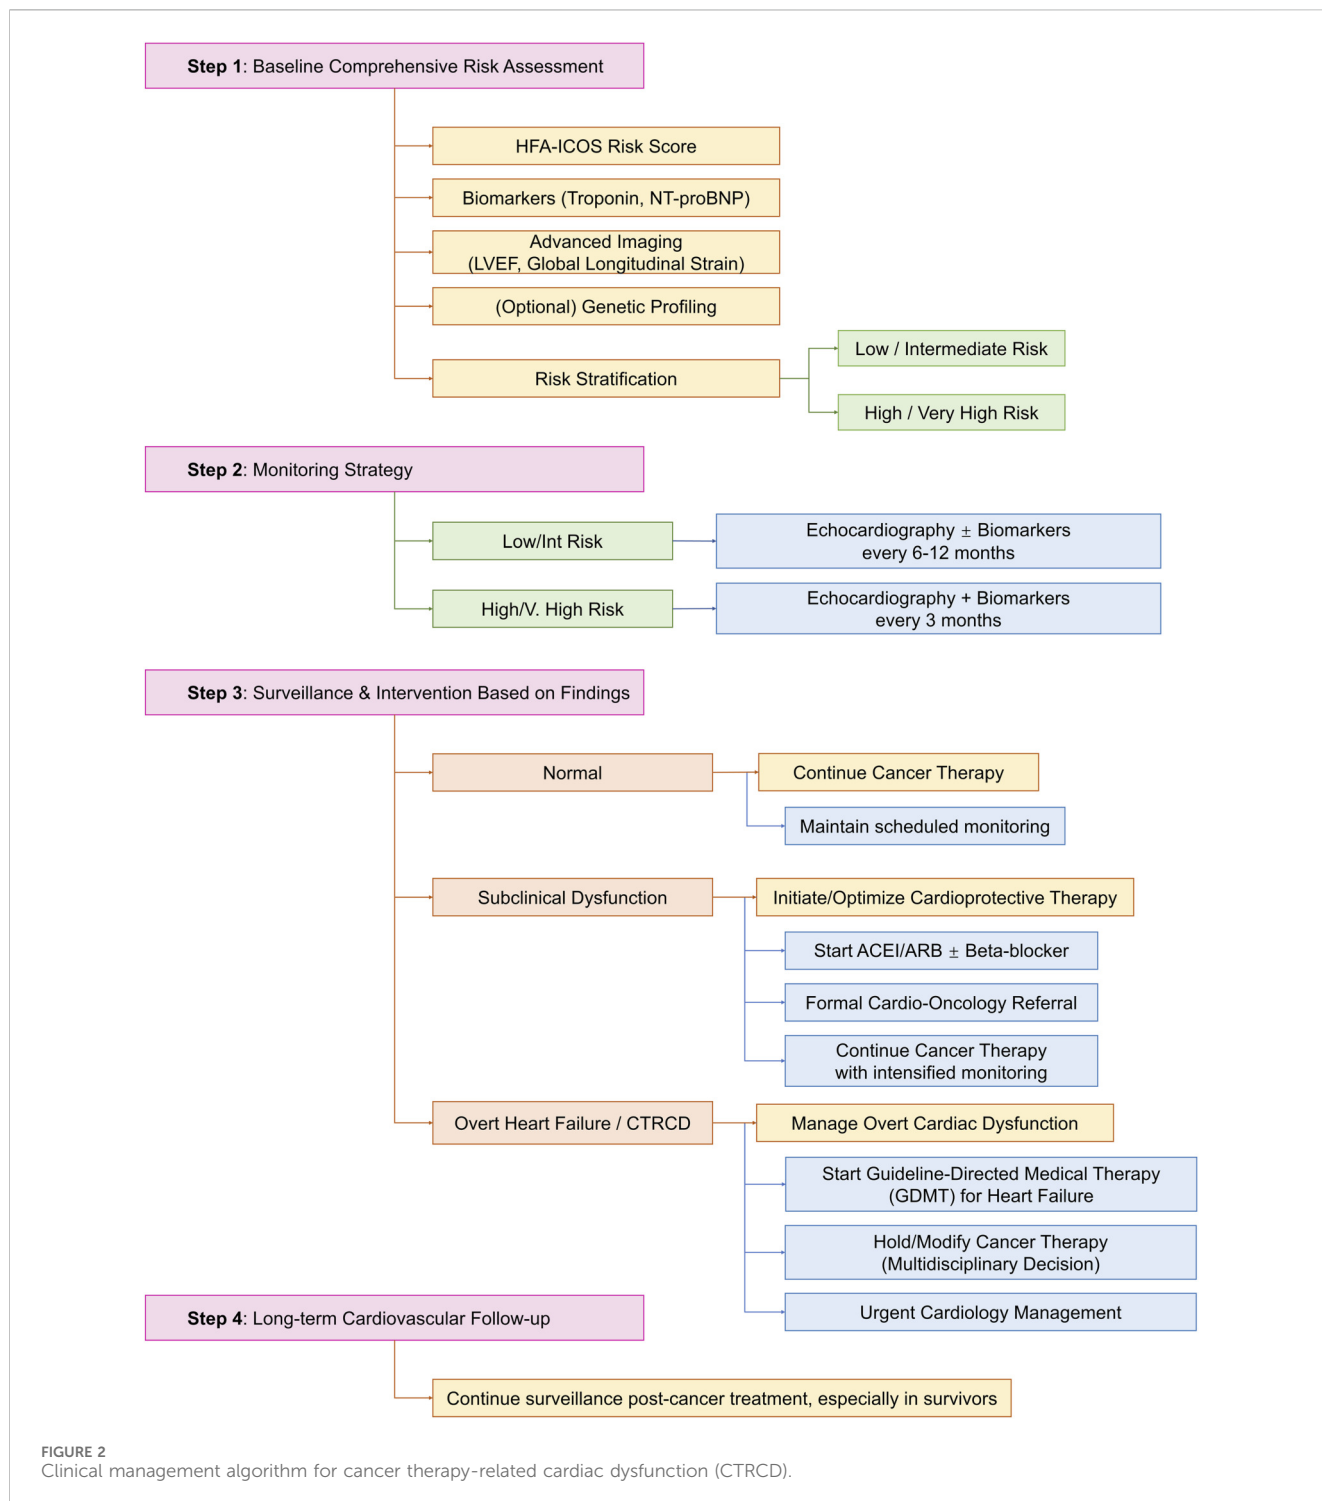 Step 1: Baseline Comprehensive Risk Assessment
HFA-ICOS Risk Score
Biomarkers (Troponin, NT-proBNP)
Advanced Imaging
(LVEF, Global Longitudinal Strain)
(Optional) Genetic Profiling
Risk Stratification
Low / Intermediate Risk
High / Very High Risk
Step 2: Monitoring Strategy
Low/Int Risk
Echocardiography ± Biomarkers
every 6-12 months
High/V. High Risk
Echocardiography + Biomarkers
every 3 months
Step 3: Surveillance & Intervention Based on Findings
Normal
Continue Cancer Therapy
Maintain scheduled monitoring
Subclinical Dysfunction
Initiate/Optimize Cardioprotective Therapy
Start ACEI/ARB ± Beta-blocker
Formal Cardio-Oncology Referral
Continue Cancer Therapy
with intensified monitoring
Overt Heart Failure / CTRCD
Manage Overt Cardiac Dysfunction
Start Guideline-Directed Medical Therapy
(GDMT) for Heart Failure
Hold/Modify Cancer Therapy
(Multidisciplinary Decision)
Urgent Cardiology Management
Step 4: Long-term Cardiovascular Follow-up
Continue surveillance post-cancer treatment, especially in survivors
FIGURE 2
Clinical management algorithm for cancer therapy-related cardiac dysfunction (CTRCD).